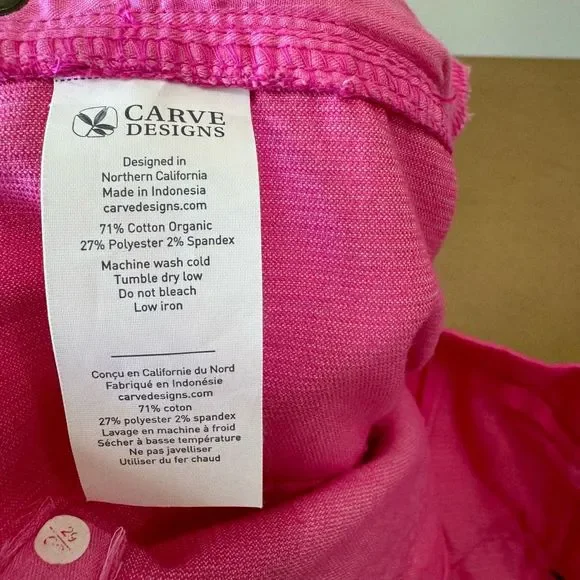 CARVE
DESIGNS
Designed in
Northern California
Made in Indonesia
carvedesigns.com
71% Cotton Organic
27% Polyester 2% Spandex
Machine wash cold
Tumble dry low
Do not bleach
Low iron
Conçu en Californie du Nord
Fabriqué en Indonésie
carvedesigns.com
71% coton
27% polyester 2% spandex
Lavage en machine à froid
Sécher à basse température
Ne pas javelliser
Utiliser du fer chaud